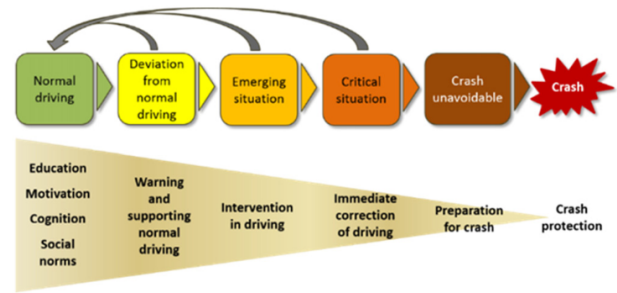 Normal
driving
Deviation
from
normal
driving
Emerging
situation
Critical
situation
Crash
unavoidable
Crash
Education
Motivation
Cognition
Social
norms
Warning
and
supporting
normal
driving
Intervention
in driving
Immediate
correction
of driving
Preparation
for crash
Crash
protection